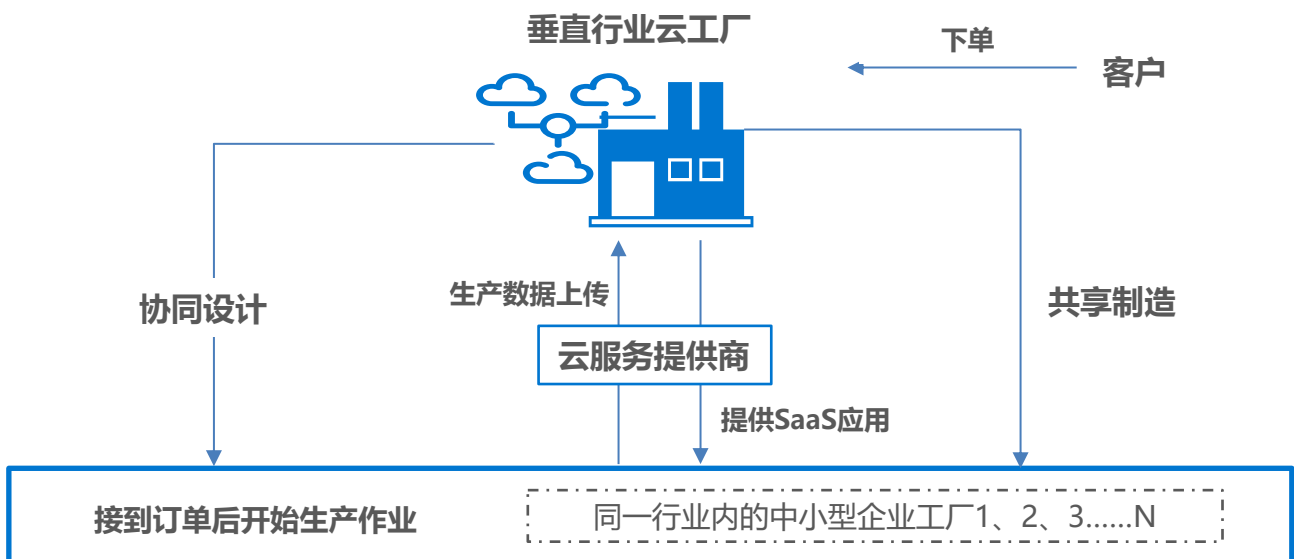 垂直行业云工厂
下单
客户
协同设计
生产数据上传
共享制造
云服务提供商
提供SaaS应用
接到订单后开始生产作业
同一行业内的中小型企业工厂1、2、3……N